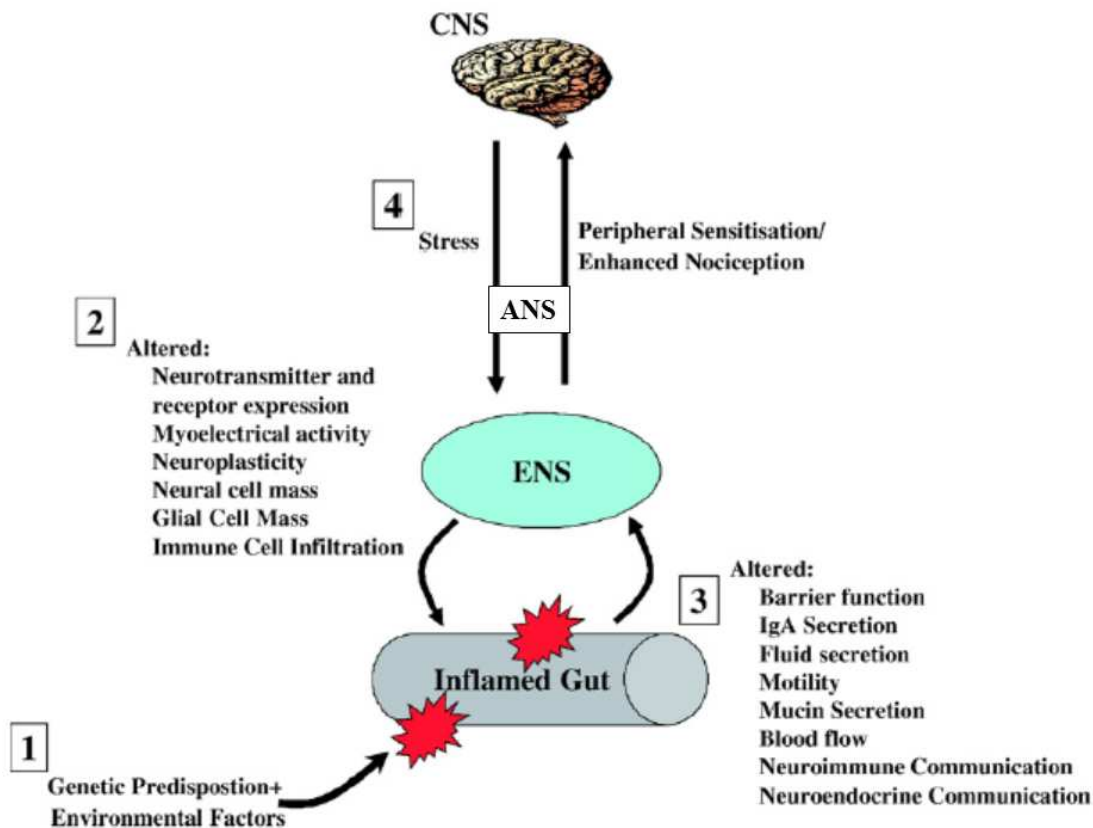 CNS
4
Stress
Peripheral Sensitisation/
Enhanced Nociception
ANS
2
Altered:
Neurotransmitter and
receptor expression
Myoelectrical activity
Neuroplasticity
Neural cell mass
Glial Cell Mass
Immune Cell Infiltration
ENS
3
Altered:
Barrier function
IgA Secretion
Fluid secretion
Motility
Mucin Secretion
Blood flow
Neuroimmune Communication
Neuroendocrine Communication
Inflamed Gut
1
Genetic Predispostion+
Environmental Factors